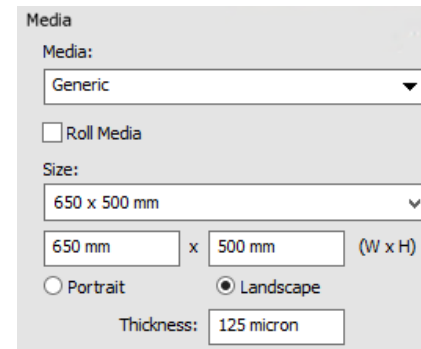 Media
Media:
Generic
Roll Media
Size:
650 x 500 mm
650 mm x 500 mm (W x H)
Portrait Landscape
Thickness: 125 micron